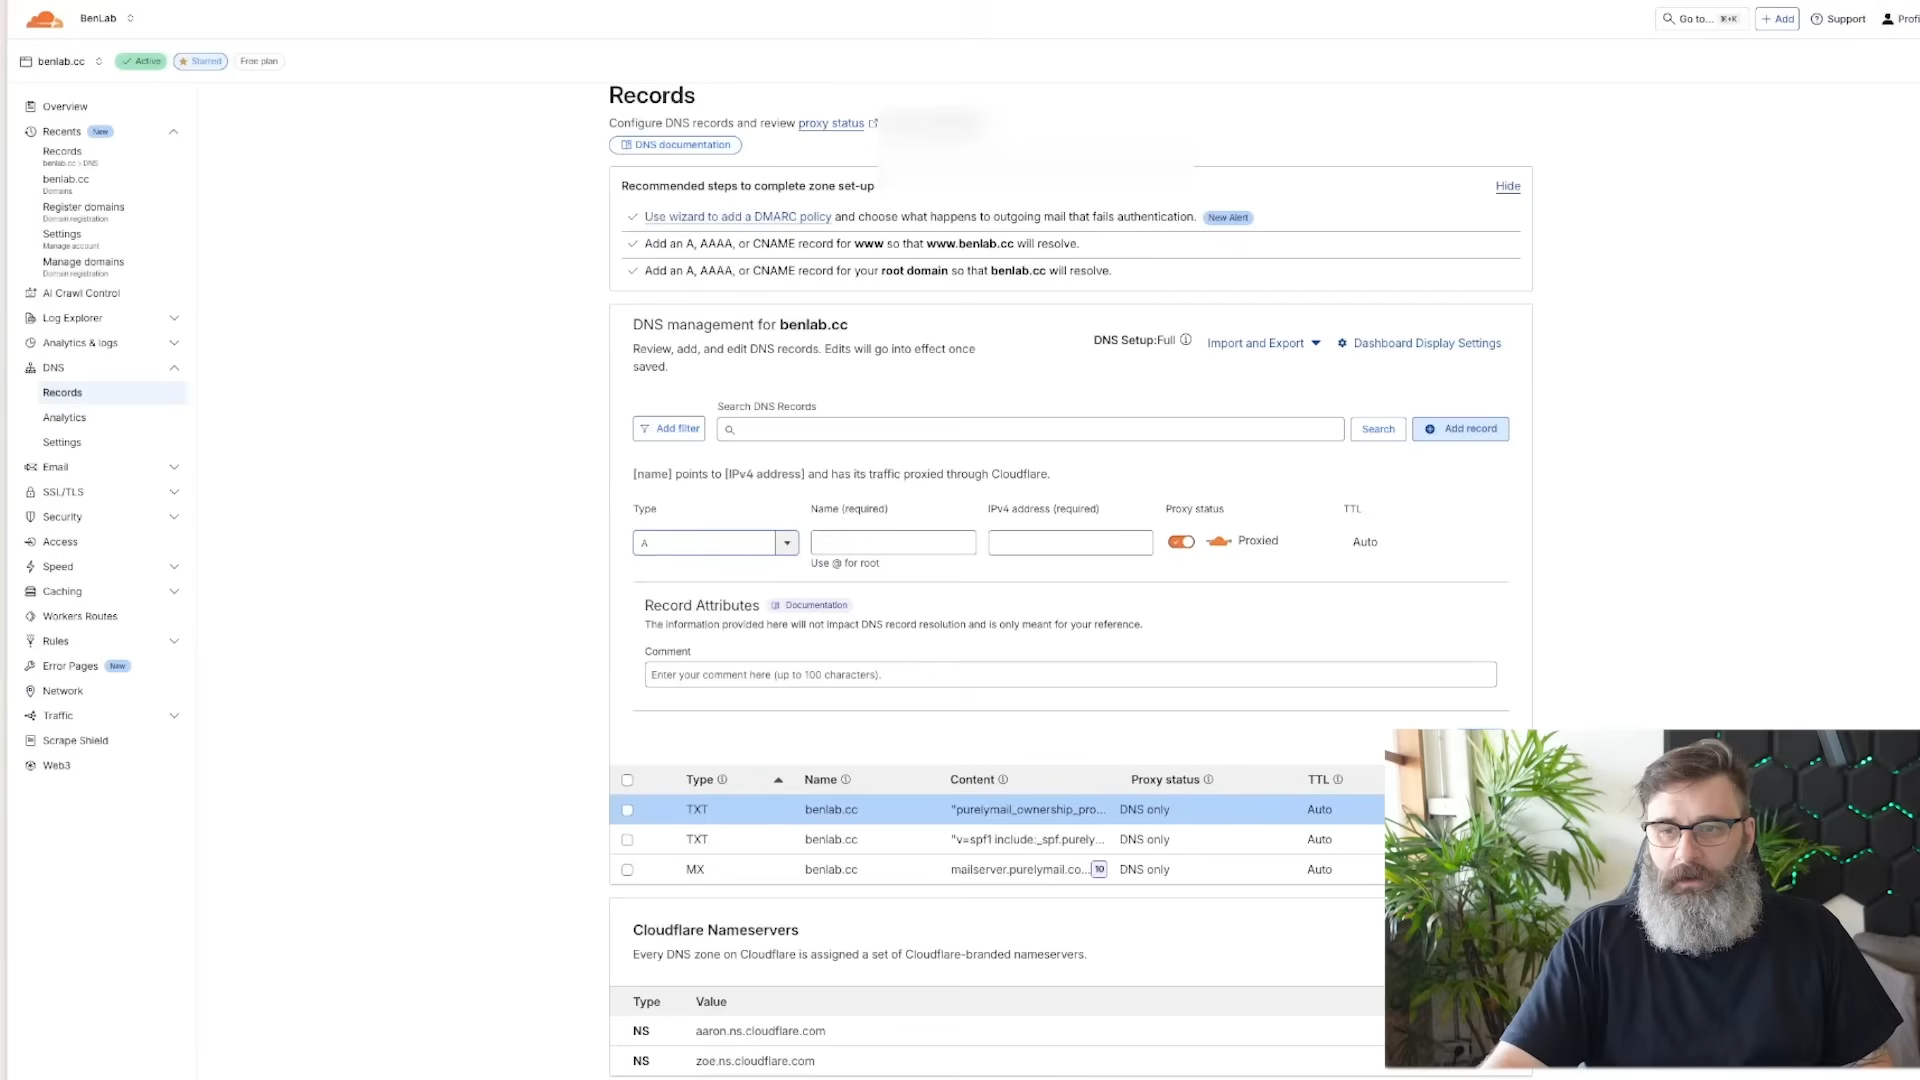 BenLab
Go to... ⌘+K
+ Add
Support
benlab.cc
Active
Starred
Free plan
Overview
Recents New
Records
benlab.cc > DNS
benlab.cc
Domains
Register domains
Domain registration
Settings
Manage account
Manage domains
Domain registration
AI Crawl Control
Log Explorer
Analytics & logs
DNS
Records
Analytics
Settings
Email
SSL/TLS
Security
Access
Speed
Caching
Workers Routes
Rules
Error Pages New
Network
Traffic
Scrape Shield
Web3
Records
Configure DNS records and review proxy status
DNS documentation
Recommended steps to complete zone set-up
Hide
Use wizard to add a DMARC policy and choose what happens to outgoing mail that fails authentication. New Alert
Add an A, AAAA, or CNAME record for www so that www.benlab.cc will resolve.
Add an A, AAAA, or CNAME record for your root domain so that benlab.cc will resolve.
DNS management for benlab.cc
Review, add, and edit DNS records. Edits will go into effect once
saved.
DNS Setup:Full
Import and Export
Dashboard Display Settings
Search DNS Records
Add filter
Search
Add record
[name] points to [IPv4 address] and has its traffic proxied through Cloudflare.
Type Name (required) IPv4 address (required) Proxy status TTL
A Proxied Auto
Use @ for root
Record Attributes Documentation
The information provided here will not impact DNS record resolution and is only meant for your reference.
Comment
Enter your comment here (up to 100 characters).
Type Name Content Proxy status TTL
TXT benlab.cc "purelymail_ownership_pro... DNS only Auto
TXT benlab.cc "v=spf1 include:_spf.purely... DNS only Auto
MX benlab.cc mailserver.purelymail.co... 10 DNS only Auto
Cloudflare Nameservers
Every DNS zone on Cloudflare is assigned a set of Cloudflare-branded nameservers.
Type Value
NS aaron.ns.cloudflare.com
NS zoe.ns.cloudflare.com